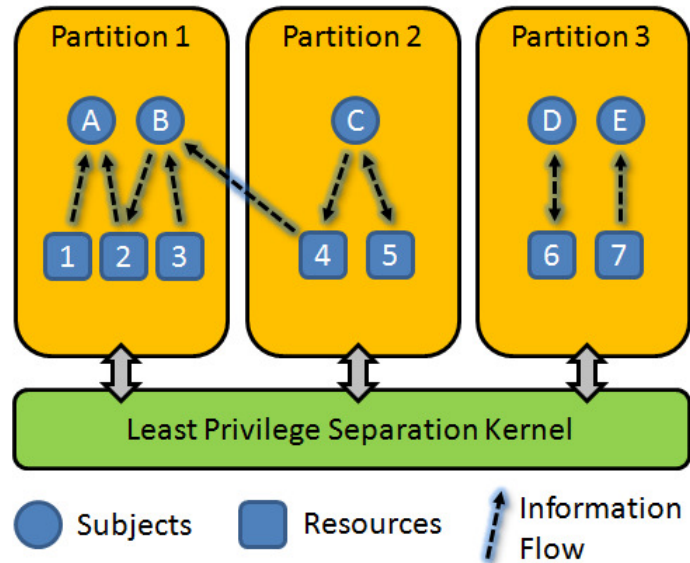 Partition 1
Partition 2
Partition 3
A
B
C
D
E
1
2
3
4
5
6
7
Least Privilege Separation Kernel
Subjects
Resources
Information
Flow